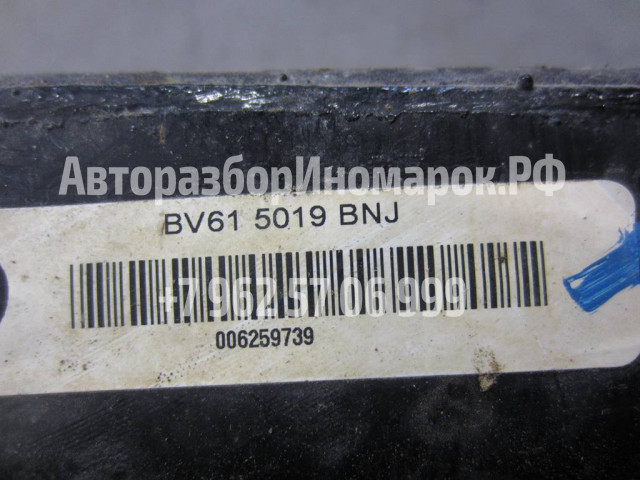 АвторазборИномарок.РФ
BV61 5019 BNJ
+7 962 57 06 999
006259739